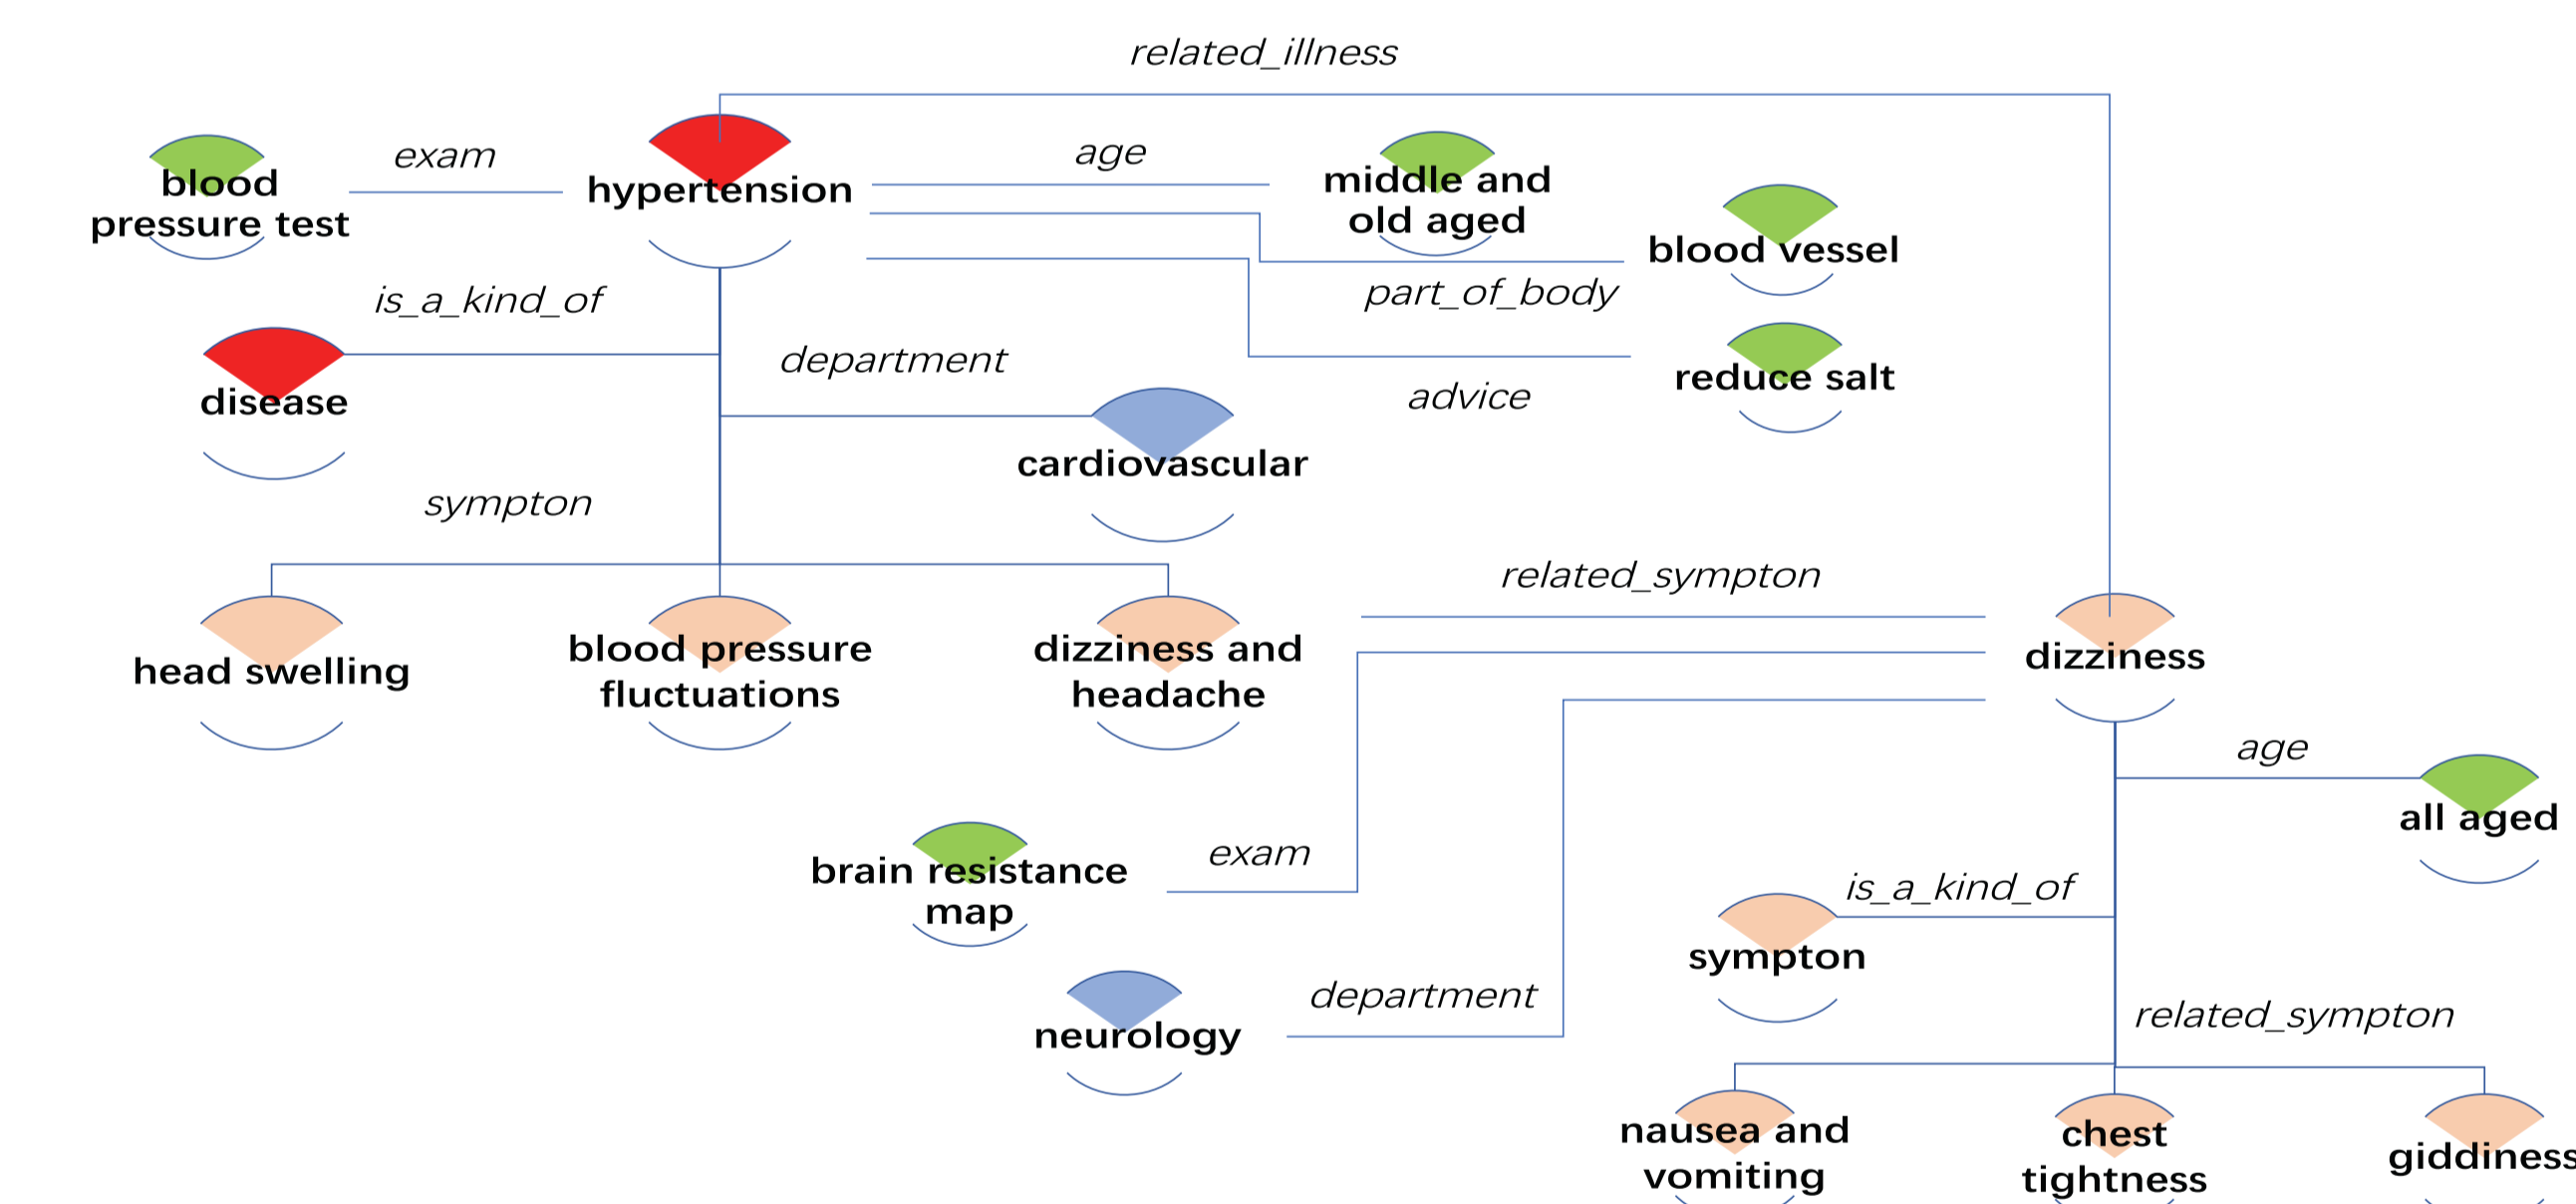 related_illness
exam
age
blood
pressure test
hypertension
middle and
old aged
blood vessel
part_of_body
is_a_kind_of
department
reduce salt
disease
advice
cardiovascular
sympton
related_sympton
head swelling
blood pressure
fluctuations
dizziness and
headache
dizziness
age
all aged
brain resistance
map
exam
is_a_kind_of
sympton
neurology
department
related_sympton
nausea and
vomiting
chest
tightness
giddiness